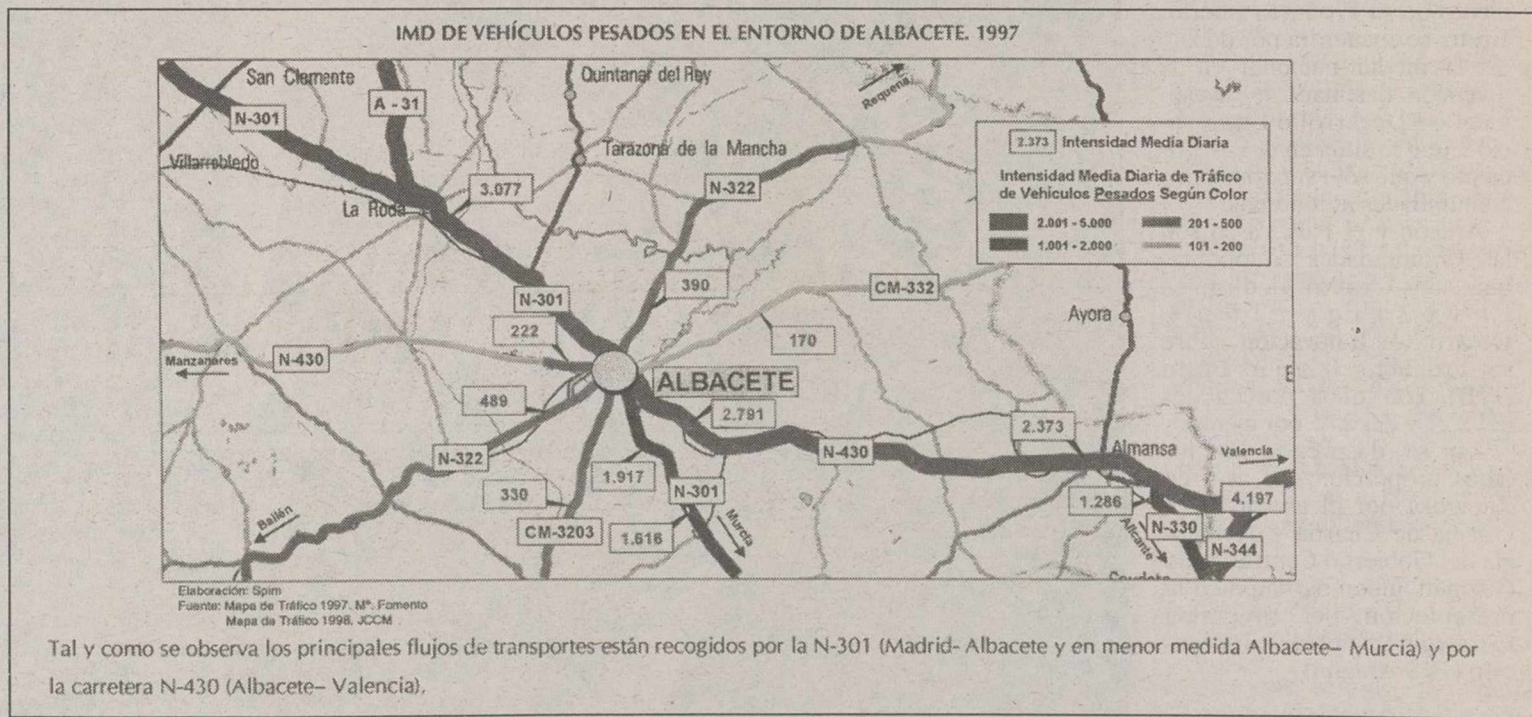 IMD DE VEHÍCULOS PESADOS EN EL ENTORNO DE ALBACETE. 1997
San Clemente
Quintanar del Rey
Requena
A - 31
N-301
2.373 Intensidad Media Diaria
Villarrobledo
Tarazona de la Mancha
Intensidad Media Diaria de Tráfico
de Vehículos Pesados Según Color
3.077
N-322
La Roda
2.001 - 5.000
201 - 500
1.001 - 2.000
101 - 200
390
CM-332
N-301
Ayora
222
170
Manzanares
N-430
ALBACETE
489
2.791
2.373
N-322
N-430
Almansa
Valencia
1.917
330
N-301
1.286
4.197
Bailén
CM-3203
1.616
Murcia
Alicante
N-330
N-344
Elaboración: Spim
Fuente: Mapa de Tráfico 1997. Mº. Fomento
Mapa de Tráfico 1998. JCCM
Tal y como se observa los principales flujos de transportes están recogidos por la N-301 (Madrid- Albacete y en menor medida Albacete– Murcia) y por
la carretera N-430 (Albacete– Valencia).